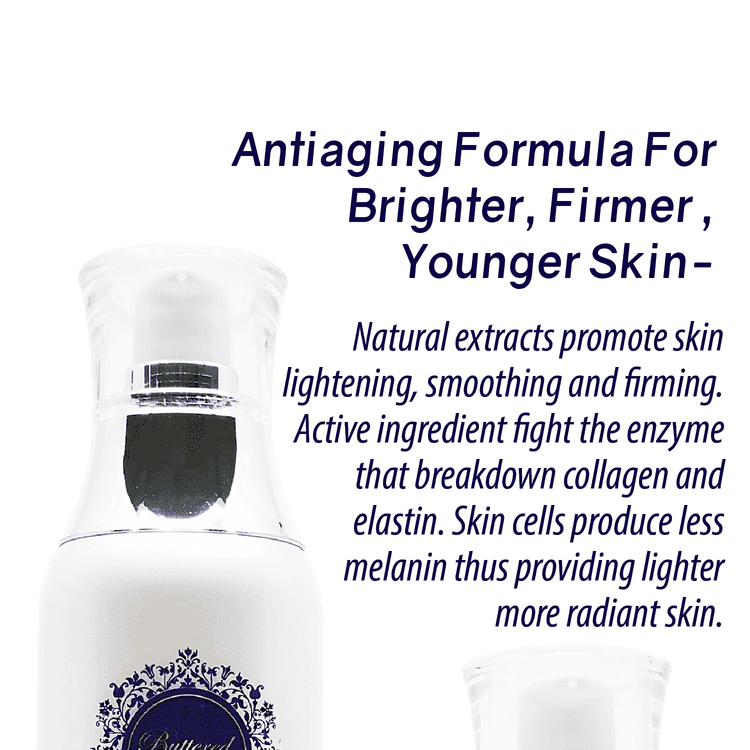 Antiaging Formula For
Brighter, Firmer ,
Younger Skin-
Natural extracts promote skin
lightening, smoothing and firming.
Active ingredient fight the enzyme
that breakdown collagen and
elastin. Skin cells produce less
melanin thus providing lighter
more radiant skin.
Buttered